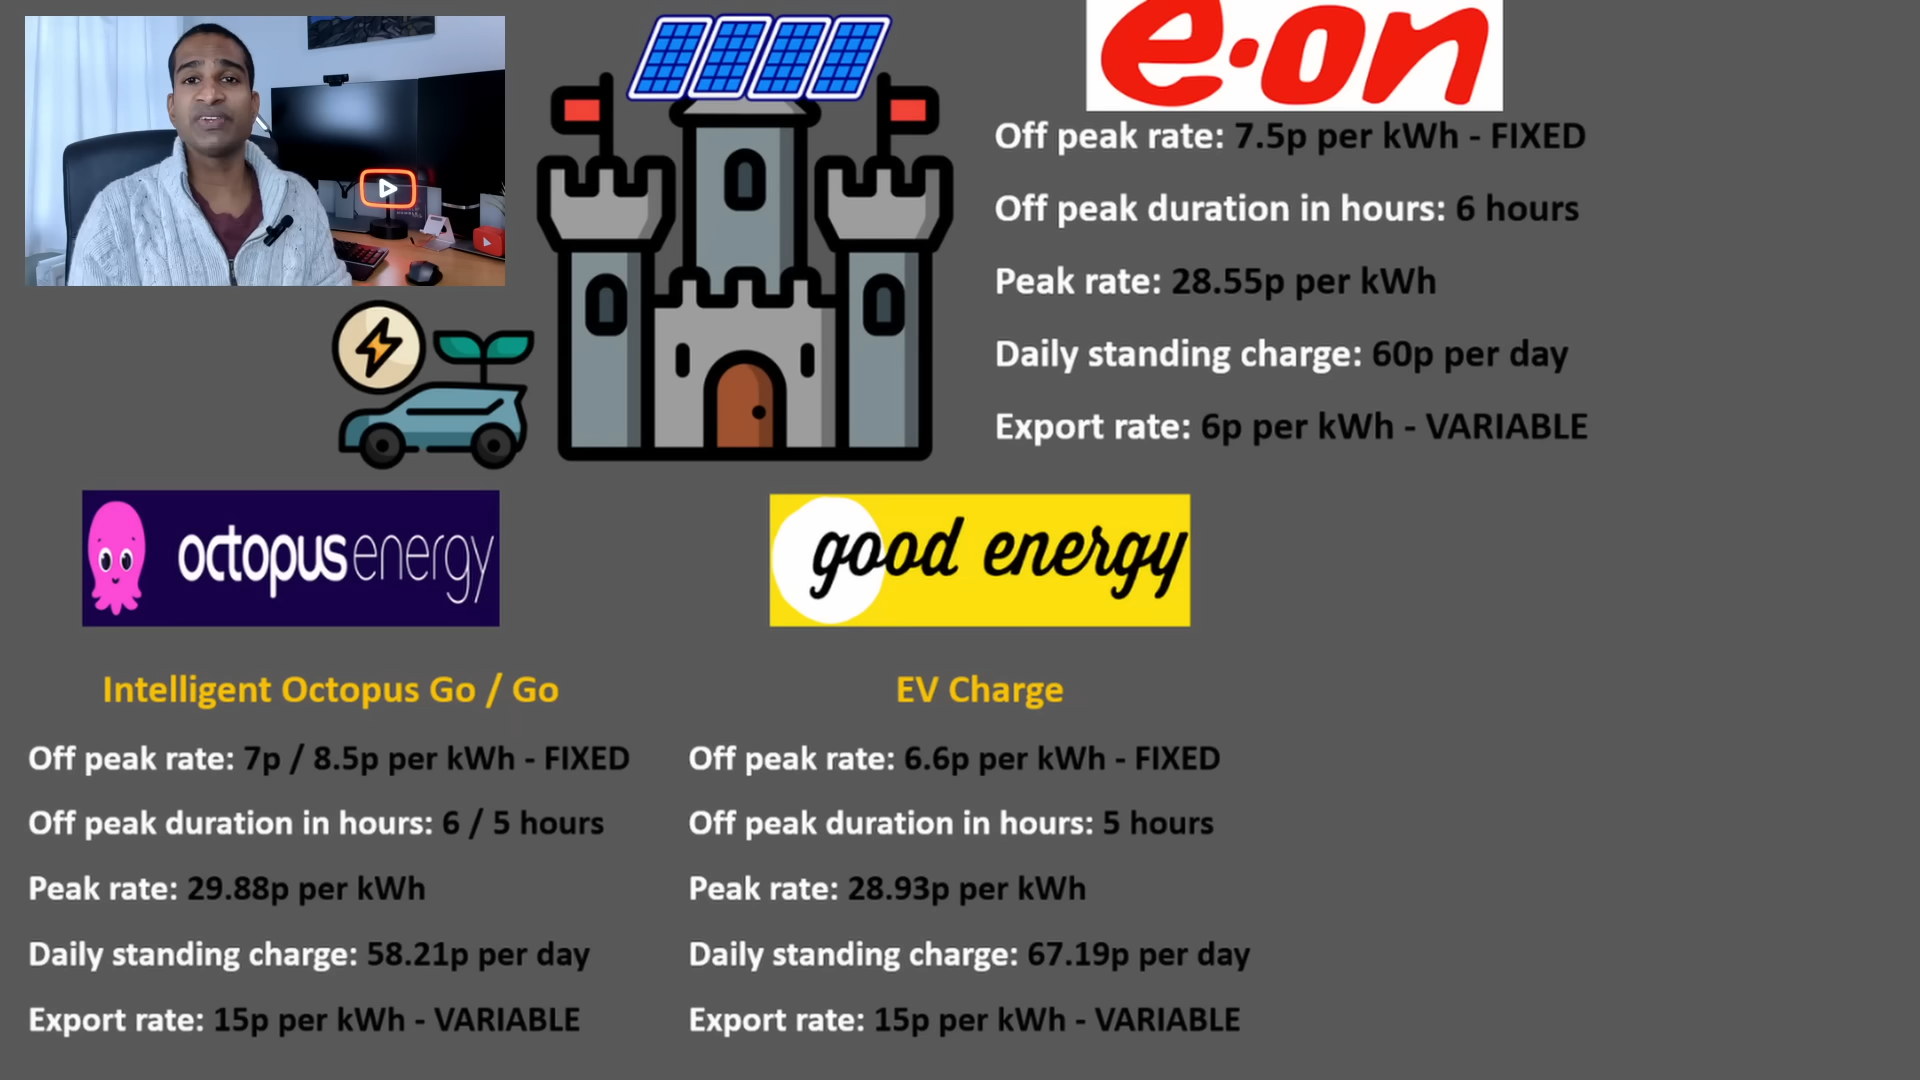 e·on
Off peak rate: 7.5p per kWh - FIXED
Off peak duration in hours: 6 hours
Peak rate: 28.55p per kWh
Daily standing charge: 60p per day
Export rate: 6p per kWh - VARIABLE
octopus energy
Intelligent Octopus Go / Go
Off peak rate: 7p / 8.5p per kWh - FIXED
Off peak duration in hours: 6 / 5 hours
Peak rate: 29.88p per kWh
Daily standing charge: 58.21p per day
Export rate: 15p per kWh - VARIABLE
good energy
EV Charge
Off peak rate: 6.6p per kWh - FIXED
Off peak duration in hours: 5 hours
Peak rate: 28.93p per kWh
Daily standing charge: 67.19p per day
Export rate: 15p per kWh - VARIABLE